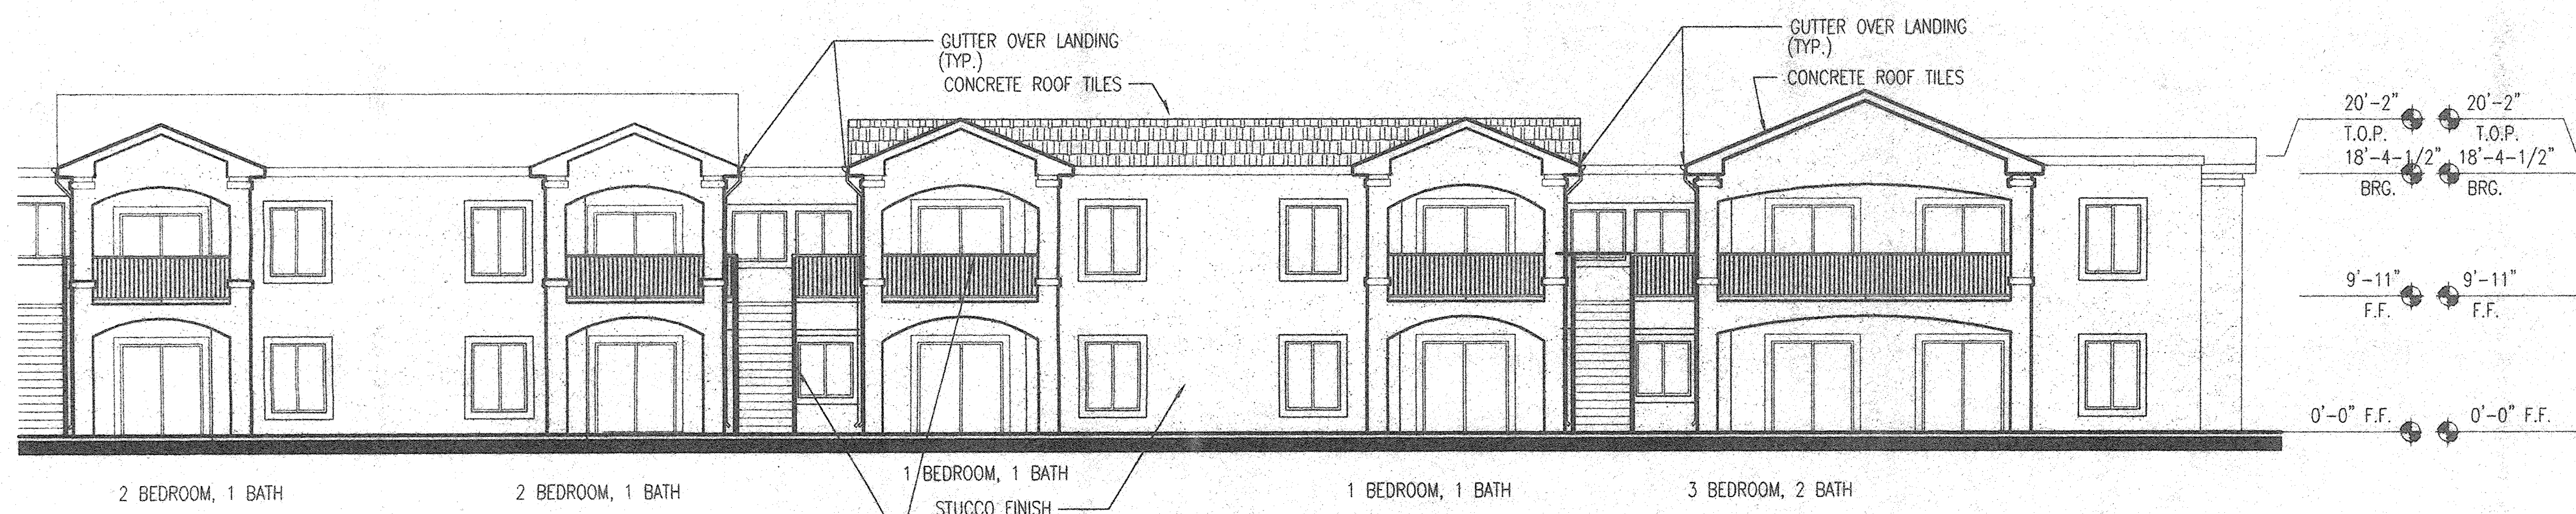 GUTTER OVER LANDING
(TYP.)
CONCRETE ROOF TILES
GUTTER OVER LANDING
(TYP.)
CONCRETE ROOF TILES
20'-2" 20'-2"
T.O.P. T.O.P.
18'-4-1/2" 18'-4-1/2"
BRG. BRG.
9'-11" 9'-11"
F.F. F.F.
0'-0" F.F. 0'-0" F.F.
2 BEDROOM, 1 BATH
2 BEDROOM, 1 BATH
1 BEDROOM, 1 BATH
STUCCO FINISH
1 BEDROOM, 1 BATH
3 BEDROOM, 2 BATH